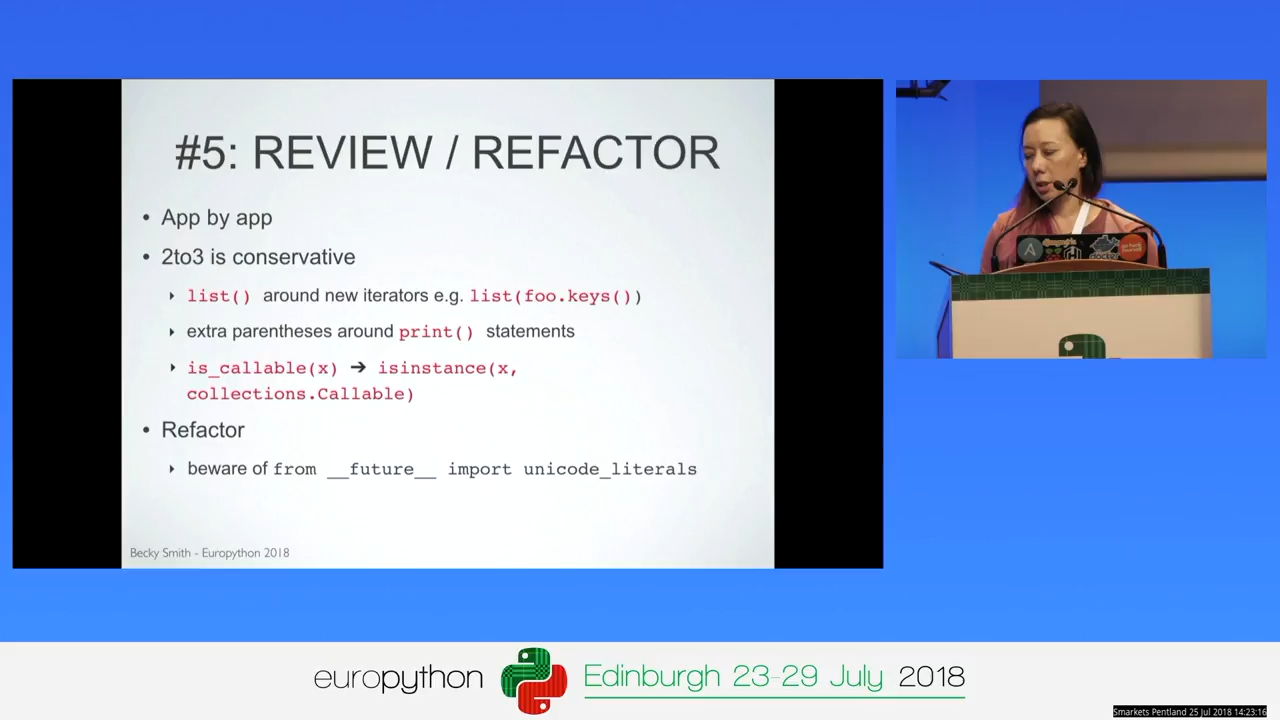 #5: REVIEW / REFACTOR
• App by app
• 2to3 is conservative
‣ list() around new iterators e.g. list(foo.keys())
‣ extra parentheses around print() statements
‣ is_callable(x) ➔ isinstance(x,
collections.Callable)
• Refactor
‣ beware of from __future__ import unicode_literals
Becky Smith - Europython 2018
docker
europython Edinburgh 23-29 July 2018
Smarkets Pentland 25 Jul 2018 14:23:16